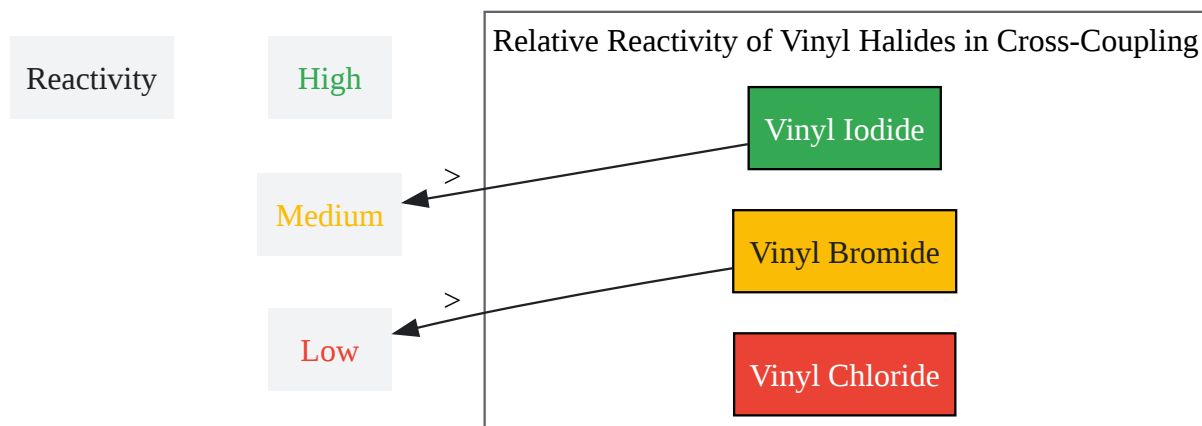 Relative Reactivity of Vinyl Halides in Cross-Coupling
Reactivity
High
Vinyl Iodide
>
Medium
Vinyl Bromide
>
Low
Vinyl Chloride